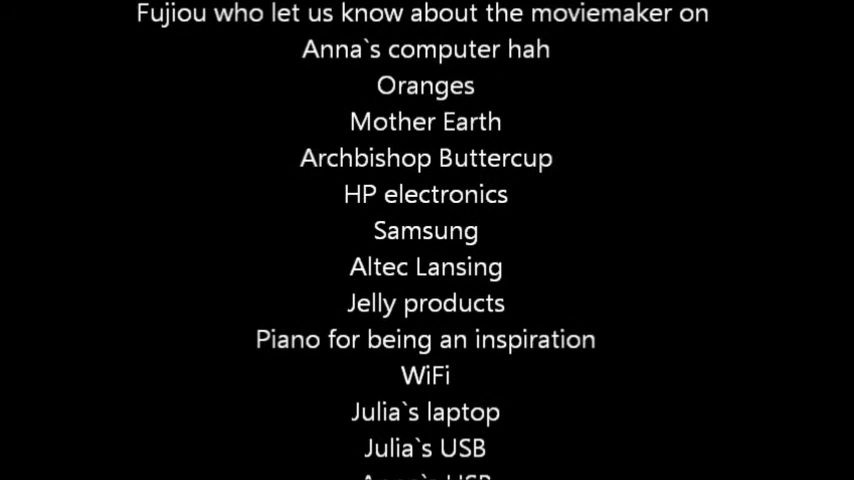 Fujiou who let us know about the moviemaker on
Anna`s computer hah
Oranges
Mother Earth
Archbishop Buttercup
HP electronics
Samsung
Altec Lansing
Jelly products
Piano for being an inspiration
WiFi
Julia`s laptop
Julia`s USB